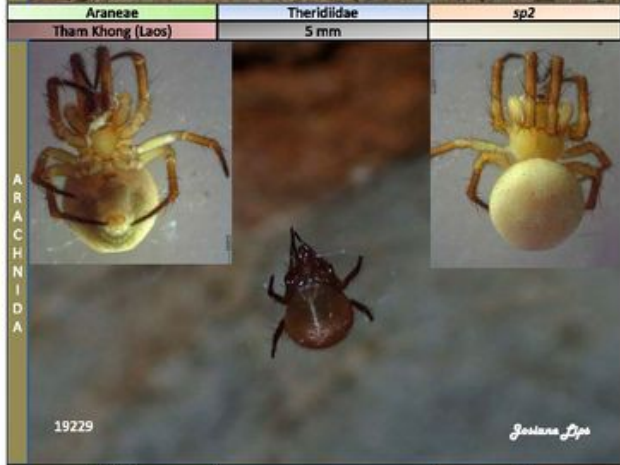 Araneae Theridiidae sp2
Tham Khong (Laos) 5 mm
ARACHNIDA
19229
Josiane Lips